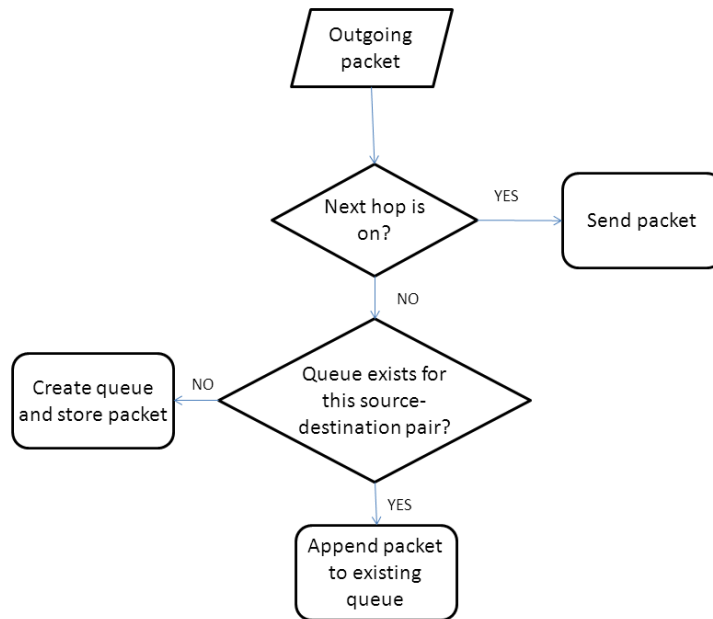 Outgoing
packet
Next hop is
on?
YES
Send packet
NO
Queue exists for
this source-
destination pair?
NO
Create queue
and store packet
YES
Append packet
to existing
queue